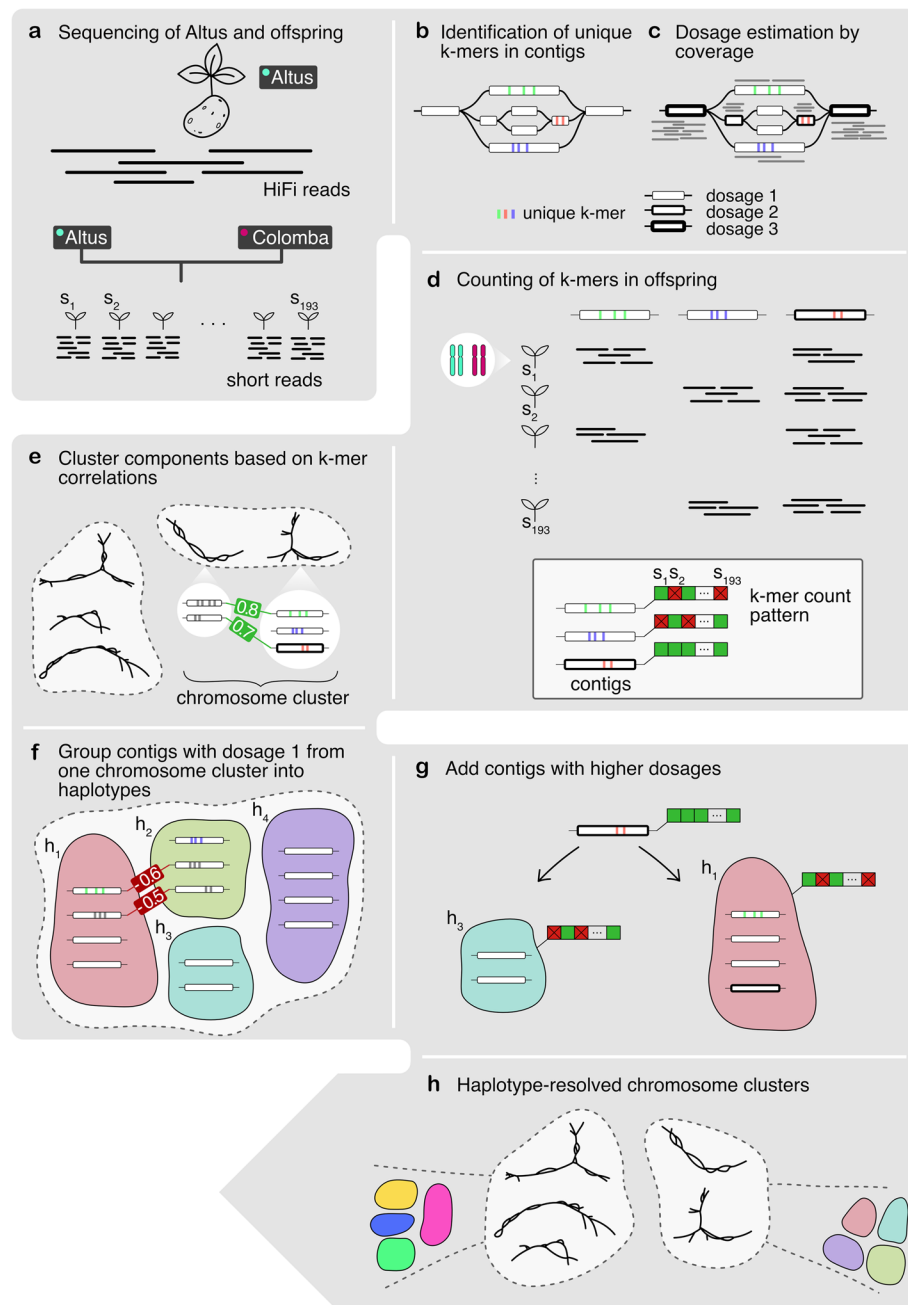 a Sequencing of Altus and offspring
Altus
HiFi reads
Altus
Colomba
S1
S2
...
S193
short reads
b Identification of unique
k-mers in contigs
unique k-mer
c Dosage estimation by
coverage
dosage 1
dosage 2
dosage 3
d Counting of k-mers in offspring
S1
S2
...
S193
S1 S2 S193
...
...
...
k-mer count
pattern
contigs
e Cluster components based on k-mer
correlations
0.8
0.7
chromosome cluster
f Group contigs with dosage 1 from
one chromosome cluster into
haplotypes
h1
h2
h3
h4
-0.6
-0.5
g Add contigs with higher dosages
...
h1
...
h3
...
h Haplotype-resolved chromosome clusters